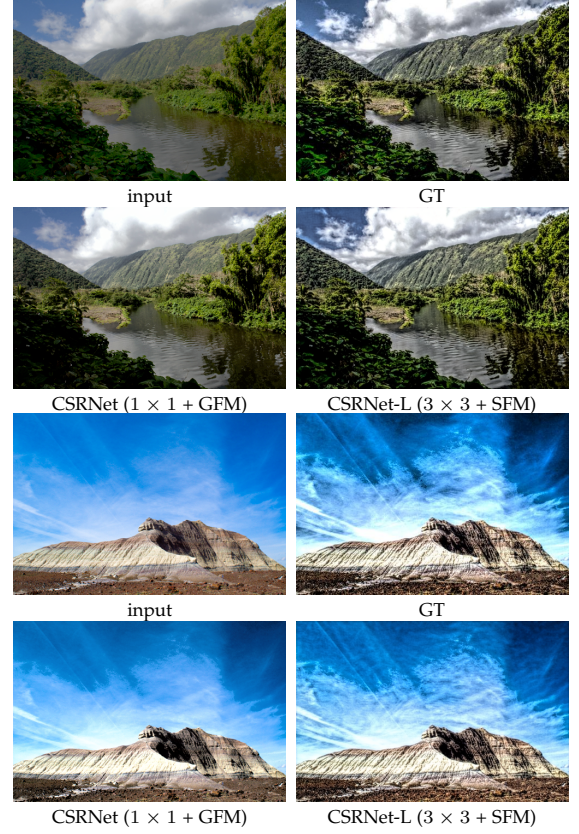 input GT
CSRNet (1 × 1 + GFM) CSRNet-L (3 × 3 + SFM)
input GT
CSRNet (1 × 1 + GFM) CSRNet-L (3 × 3 + SFM)